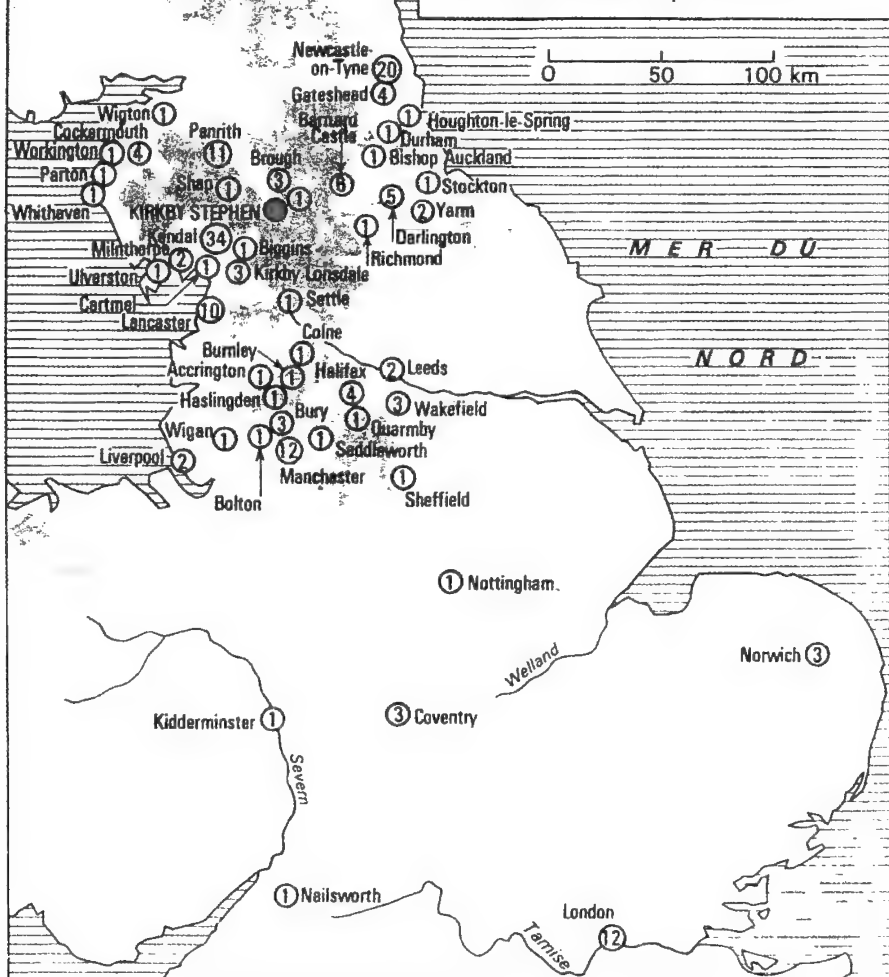 0 50 100 km
Newcastle-
on-Tyne
20
Gateshead
4
Wigton 1
1 Houghton-le-Spring
Barnard
Castle
6
1
Durham
Cockermouth
4
Workington 1
Panrith
11
1
Bishop Auckland
Parton
1
Brough
3
Shap
1
1
1 Stockton
Whithaven
1
KIRKBY STEPHEN
5
Darlington
2 Yarm
1
Richmond
Kendal
34
Milnthorpe
2
1
Biggins
Ulverston
1
1
3 Kirkby Lonsdale
Cartmel
1 Settle
Lancaster
10
Colne
1
Burnley
1
Accrington
1
Halifax
4
2 Leeds
Haslingden
1
3 Wakefield
Bury
3
1
Quarmby
Wigan
1
1
Bolton
12
Manchester
1
Saddleworth
Liverpool
2
1
Sheffield
MER DU
NORD
1 Nottingham
Welland
Norwich 3
Kidderminster 1
3 Coventry
Severn
1 Nailsworth
London
12
Tamise